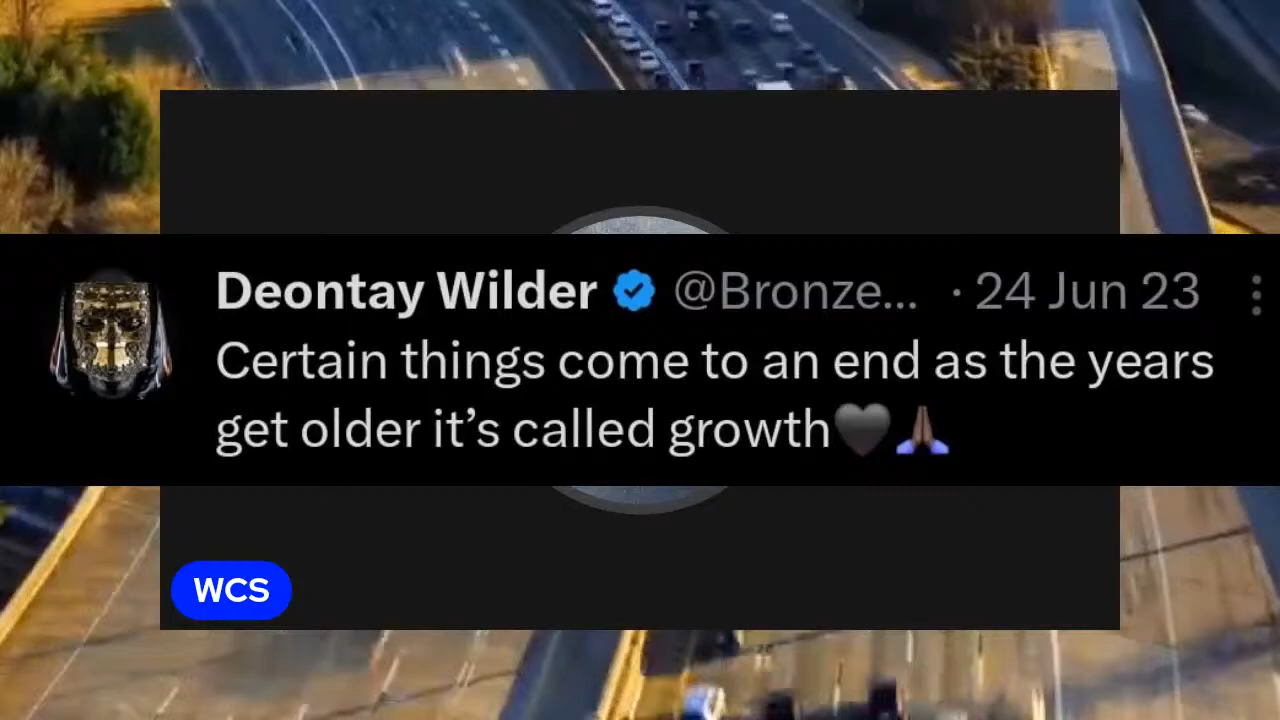 Deontay Wilder @Bronze... · 24 Jun 23
Certain things come to an end as the years
get older it’s called growth🖤🙏🏾
WCS